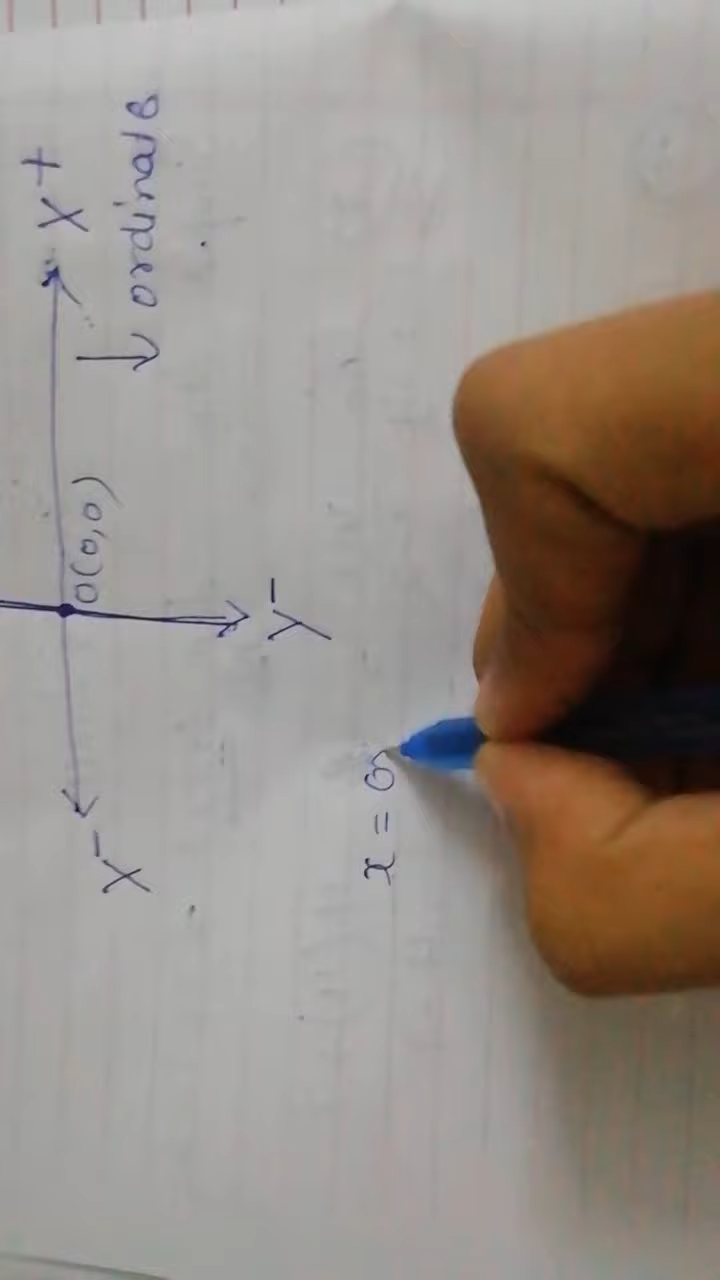 X⁻ O(0,0) X⁺
↳ ordinate
Y⁻
x = 0